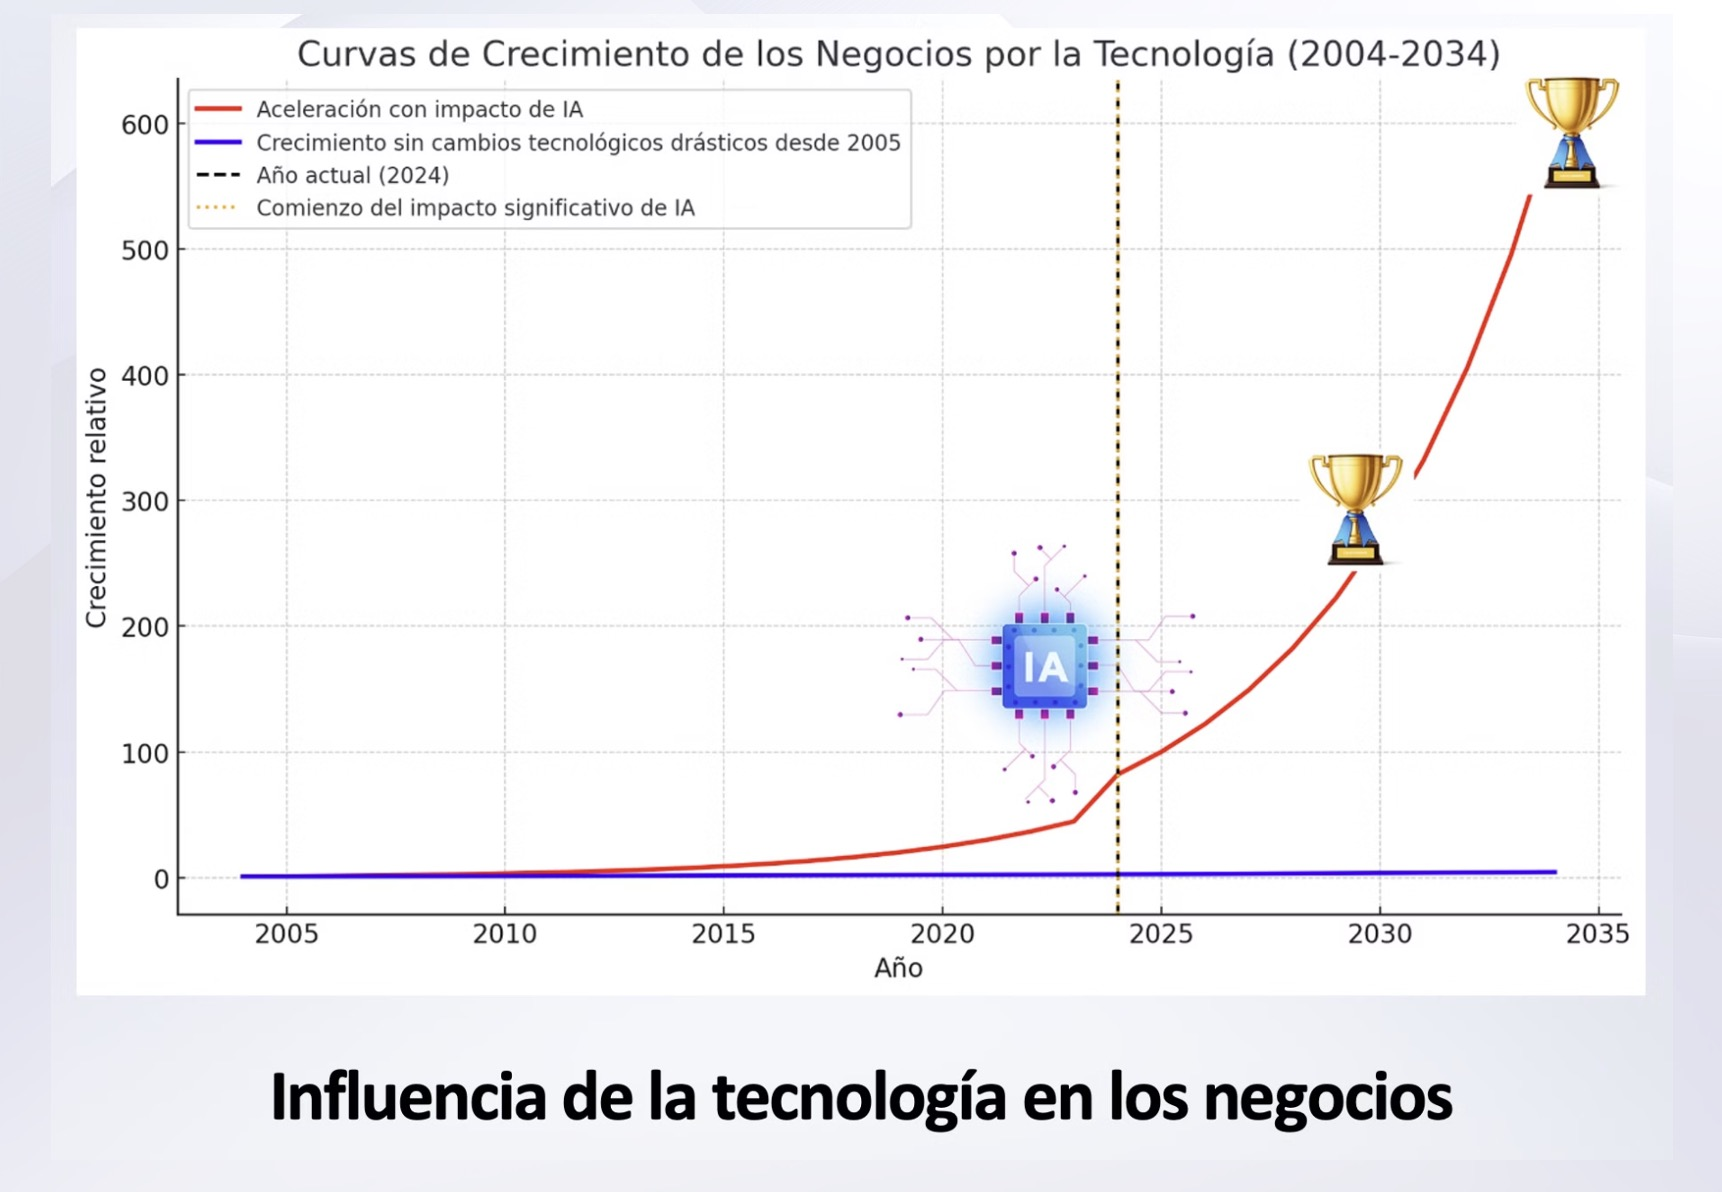 Curvas de Crecimiento de los Negocios por la Tecnología (2004-2034)
Aceleración con impacto de IA
Crecimiento sin cambios tecnológicos drásticos desde 2005
Año actual (2024)
Comienzo del impacto significativo de IA
Crecimiento relativo
600
500
400
300
200
100
0
IA
2005 2010 2015 2020 2025 2030 2035
Año
Influencia de la tecnología en los negocios